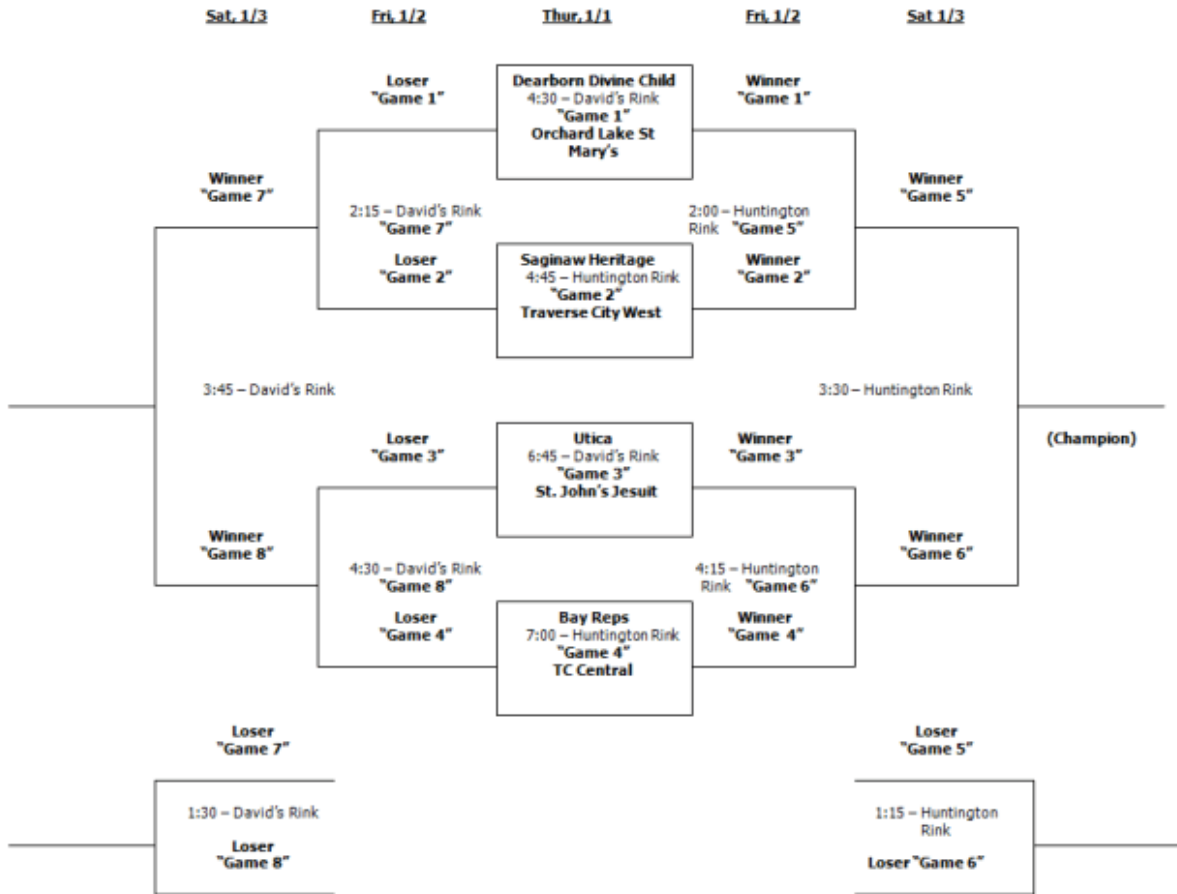 Sat, 1/3
Fri, 1/2
Thur, 1/1
Fri, 1/2
Sat 1/3
Loser
"Game 1"
Dearborn Divine Child
4:30 – David's Rink
"Game 1"
Orchard Lake St
Mary's
Winner
"Game 1"
Winner
"Game 7"
2:15 – David's Rink
"Game 7"
Loser
"Game 2"
Saginaw Heritage
4:45 – Huntington Rink
"Game 2"
Traverse City West
2:00 – Huntington
Rink "Game 5"
Winner
"Game 2"
Winner
"Game 5"
3:45 – David's Rink
3:30 – Huntington Rink
(Champion)
Loser
"Game 3"
Utica
6:45 – David's Rink
"Game 3"
St. John's Jesuit
Winner
"Game 3"
Winner
"Game 8"
4:30 – David's Rink
"Game 8"
Loser
"Game 4"
Bay Reps
7:00 – Huntington Rink
"Game 4"
TC Central
4:15 – Huntington
Rink "Game 6"
Winner
"Game 4"
Winner
"Game 6"
Loser
"Game 7"
1:30 – David's Rink
Loser
"Game 8"
Loser
"Game 5"
1:15 – Huntington
Rink
Loser "Game 6"